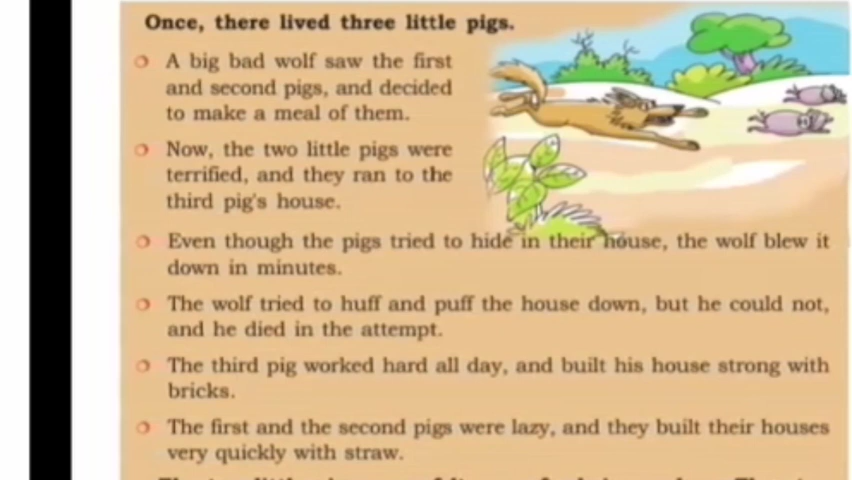 Once, there lived three little pigs.
A big bad wolf saw the first
and second pigs, and decided
to make a meal of them.
Now, the two little pigs were
terrified, and they ran to the
third pig's house.
Even though the pigs tried to hide in their house, the wolf blew it
down in minutes.
The wolf tried to huff and puff the house down, but he could not,
and he died in the attempt.
The third pig worked hard all day, and built his house strong with
bricks.
The first and the second pigs were lazy, and they built their houses
very quickly with straw.